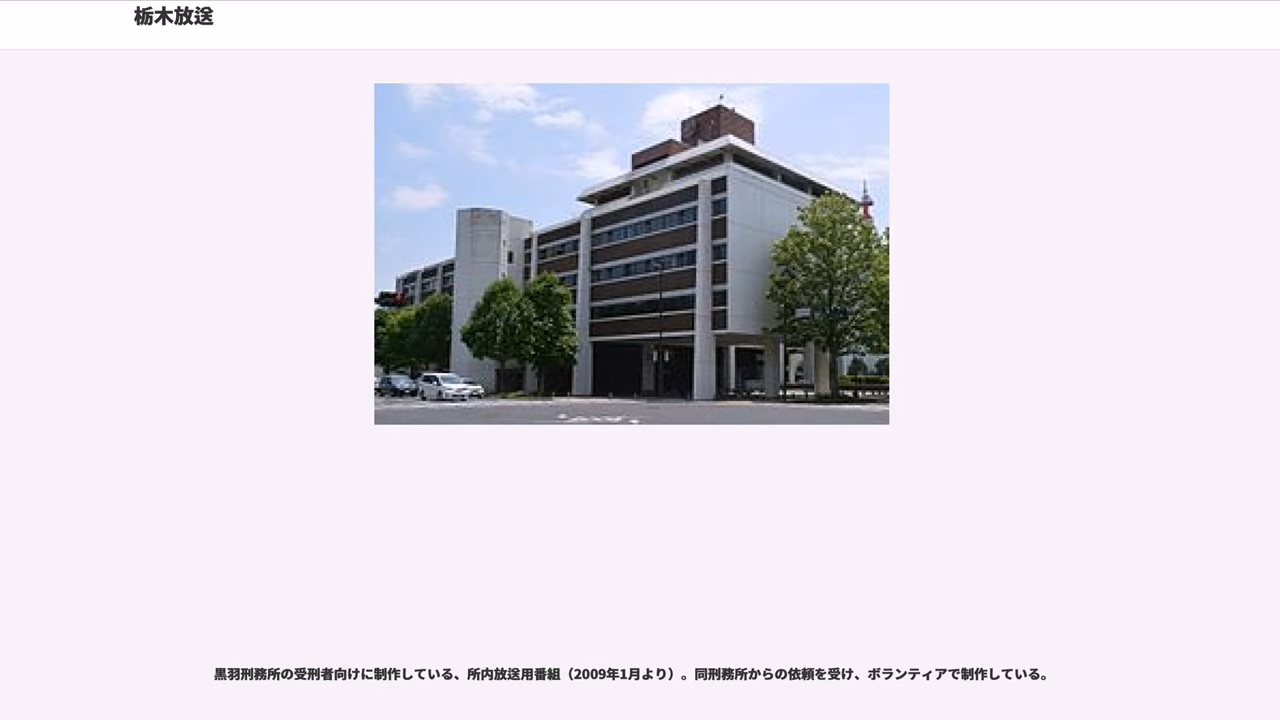 栃木放送
黒羽刑務所の受刑者向けに制作している、所内放送用番組（2009年1月より）。同刑務所からの依頼を受け、ボランティアで制作している。